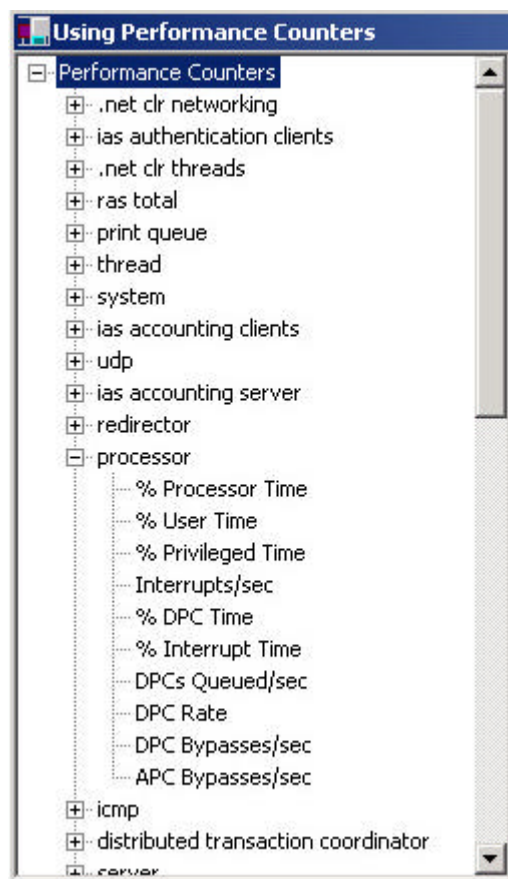 Using Performance Counters
Performance Counters
.net clr networking
ias authentication clients
.net clr threads
ras total
print queue
thread
system
ias accounting clients
udp
ias accounting server
redirector
processor
% Processor Time
% User Time
% Privileged Time
Interrupts/sec
% DPC Time
% Interrupt Time
DPCs Queued/sec
DPC Rate
DPC Bypasses/sec
APC Bypasses/sec
icmp
distributed transaction coordinator
server